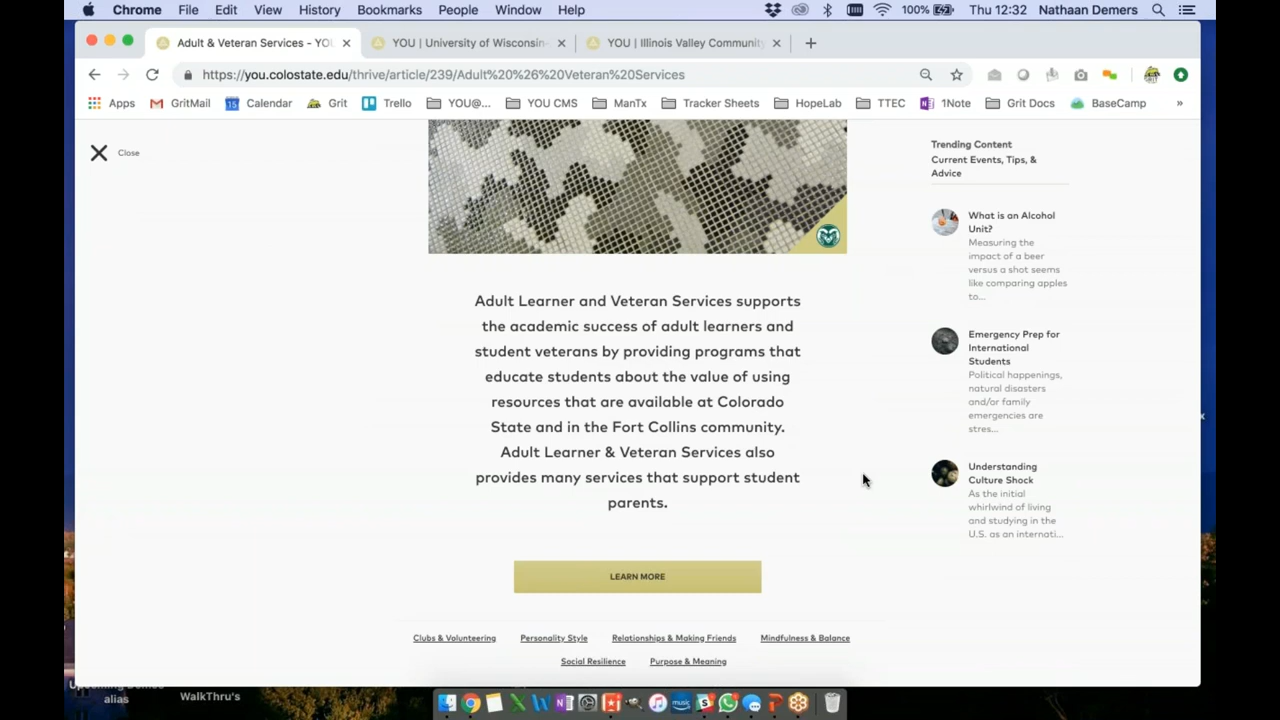 Chrome File Edit View History Bookmarks People Window Help 100% Thu 12:32 Nathaan Demers
Adult & Veteran Services - YOU
YOU | University of Wisconsin-
YOU | Illinois Valley Community
https://you.colostate.edu/thrive/article/239/Adult%20%26%20Veteran%20Services
Apps GritMail Calendar Grit Trello YOU@... YOU CMS ManTx Tracker Sheets HopeLab TTEC 1Note Grit Docs BaseCamp »
Close
Adult Learner and Veteran Services supports
the academic success of adult learners and
student veterans by providing programs that
educate students about the value of using
resources that are available at Colorado
State and in the Fort Collins community.
Adult Learner & Veteran Services also
provides many services that support student
parents.
LEARN MORE
Clubs & Volunteering Personality Style Relationships & Making Friends Mindfulness & Balance
Social Resilience Purpose & Meaning
Trending Content
Current Events, Tips, &
Advice
What is an Alcohol
Unit?
Measuring the
impact of a beer
versus a shot seems
like comparing apples
to...
Emergency Prep for
International
Students
Political happenings,
natural disasters
and/or family
emergencies are
stres...
Understanding
Culture Shock
As the initial
whirlwind of living
and studying in the
U.S. as an internati...
alias
WalkThru's
music